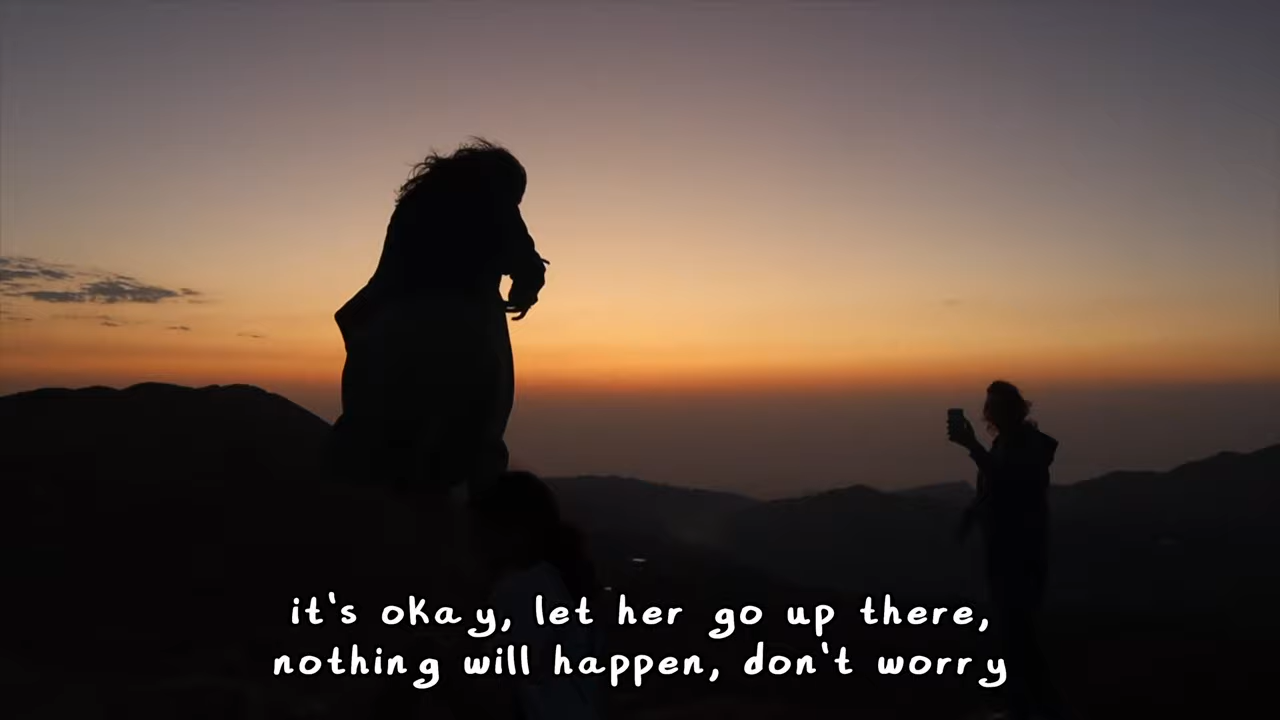 it's okay, let her go up there,
nothing will happen, don't worry